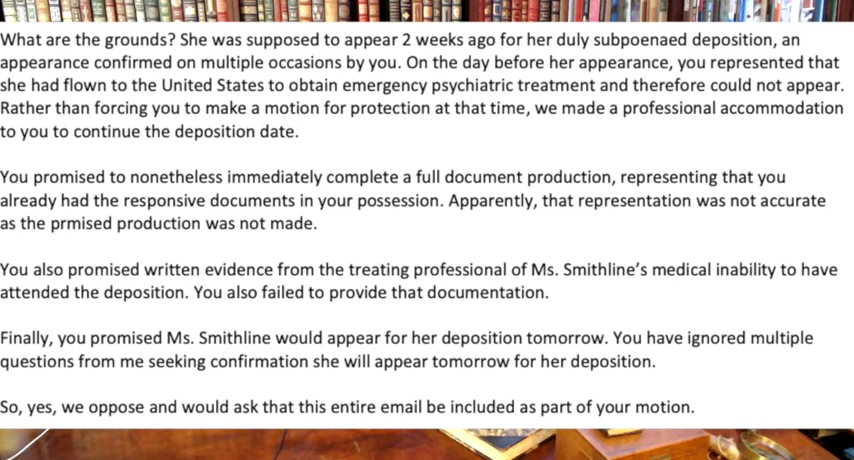 What are the grounds? She was supposed to appear 2 weeks ago for her duly subpoenaed deposition, an
appearance confirmed on multiple occasions by you. On the day before her appearance, you represented that
she had flown to the United States to obtain emergency psychiatric treatment and therefore could not appear.
Rather than forcing you to make a motion for protection at that time, we made a professional accommodation
to you to continue the deposition date.
You promised to nonetheless immediately complete a full document production, representing that you
already had the responsive documents in your possession. Apparently, that representation was not accurate
as the prmised production was not made.
You also promised written evidence from the treating professional of Ms. Smithline’s medical inability to have
attended the deposition. You also failed to provide that documentation.
Finally, you promised Ms. Smithline would appear for her deposition tomorrow. You have ignored multiple
questions from me seeking confirmation she will appear tomorrow for her deposition.
So, yes, we oppose and would ask that this entire email be included as part of your motion.